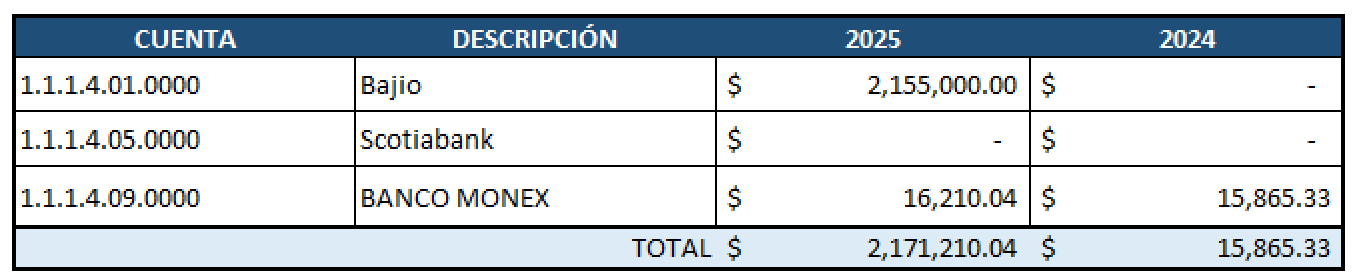 CUENTA DESCRIPCIÓN 2025 2024
1.1.1.4.01.0000 Bajio $ 2,155,000.00 $ -
1.1.1.4.05.0000 Scotiabank $ - $ -
1.1.1.4.09.0000 BANCO MONEX $ 16,210.04 $ 15,865.33
TOTAL $ 2,171,210.04 $ 15,865.33